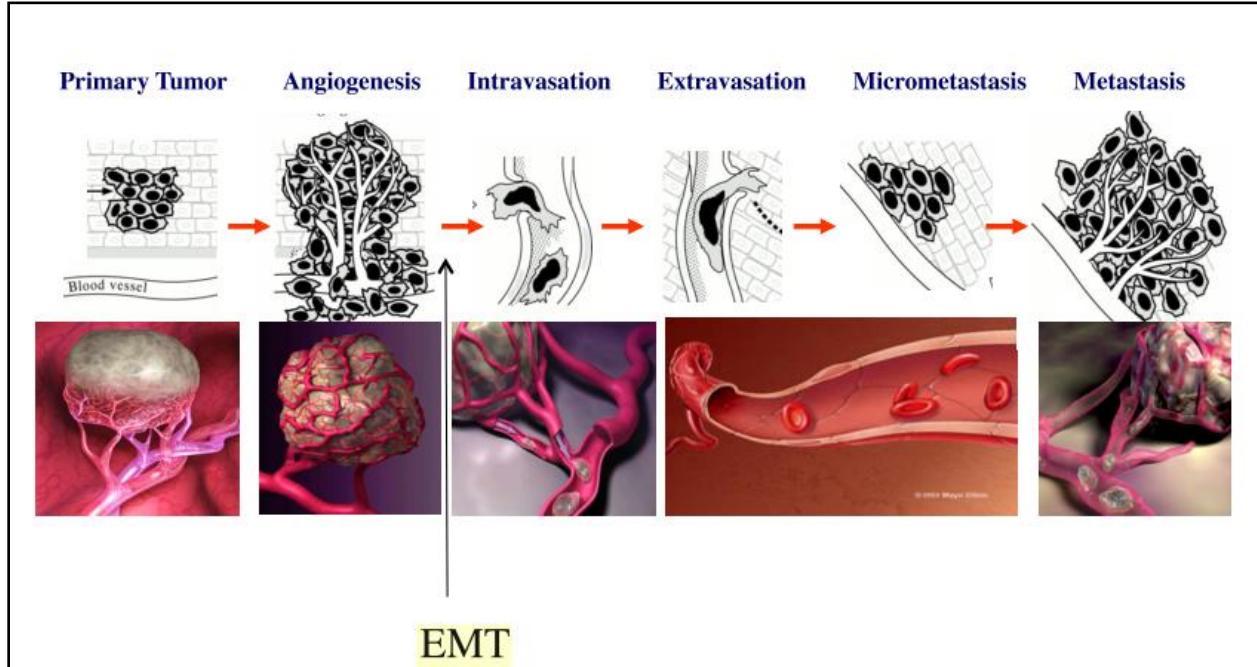 Primary Tumor
Angiogenesis
Intravasation
Extravasation
Micrometastasis
Metastasis
Blood vessel
EMT